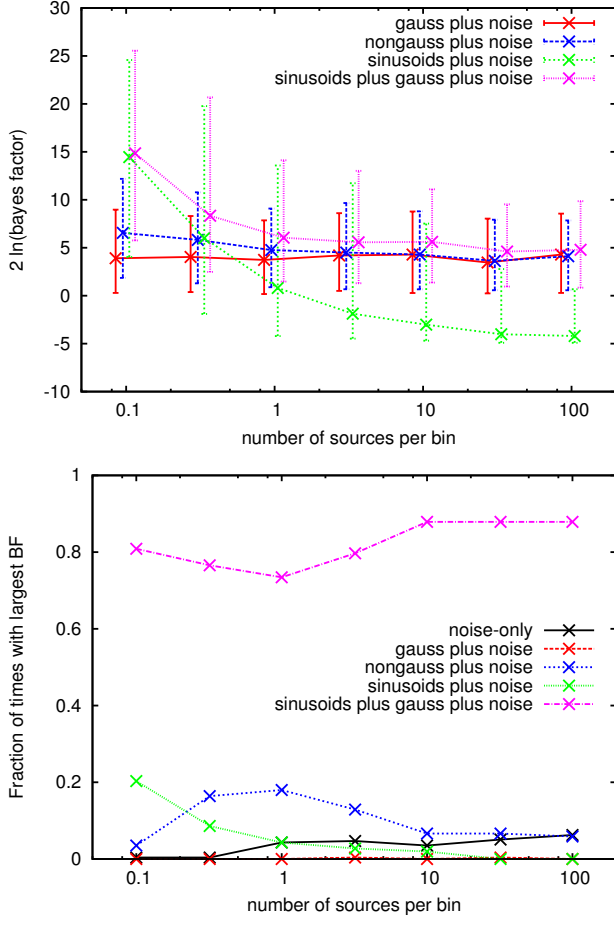 30
25
20
15
10
5
0
-5
-10
2 ln(bayes factor)
gauss plus noise
nongauss plus noise
sinusoids plus noise
sinusoids plus gauss plus noise
0.1 1 10 100
number of sources per bin
1
0.8
0.6
0.4
0.2
0
Fraction of times with largest BF
noise-only
gauss plus noise
nongauss plus noise
sinusoids plus noise
sinusoids plus gauss plus noise
0.1 1 10 100
number of sources per bin